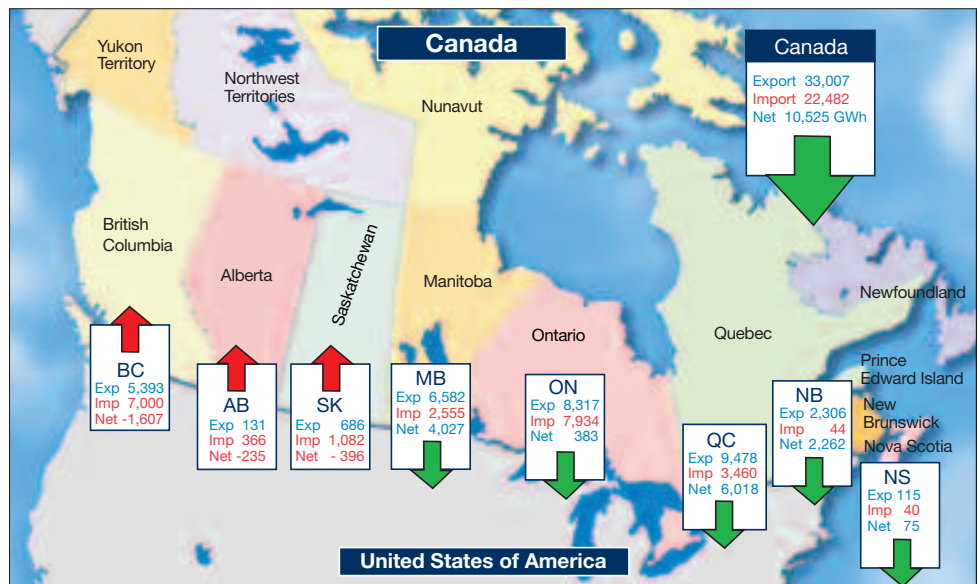 Canada
Canada
Export 33,007
Import 22,482
Net 10,525 GWh
Yukon
Territory
Northwest
Territories
Nunavut
British
Columbia
Alberta
Saskatchewan
Manitoba
Ontario
Quebec
Newfoundland
Prince
Edward Island
New
Brunswick
Nova Scotia
BC
Exp 5,393
Imp 7,000
Net -1,607
AB
Exp 131
Imp 366
Net -235
SK
Exp 686
Imp 1,082
Net - 396
MB
Exp 6,582
Imp 2,555
Net 4,027
ON
Exp 8,317
Imp 7,934
Net 383
QC
Exp 9,478
Imp 3,460
Net 6,018
NB
Exp 2,306
Imp 44
Net 2,262
NS
Exp 115
Imp 40
Net 75
United States of America